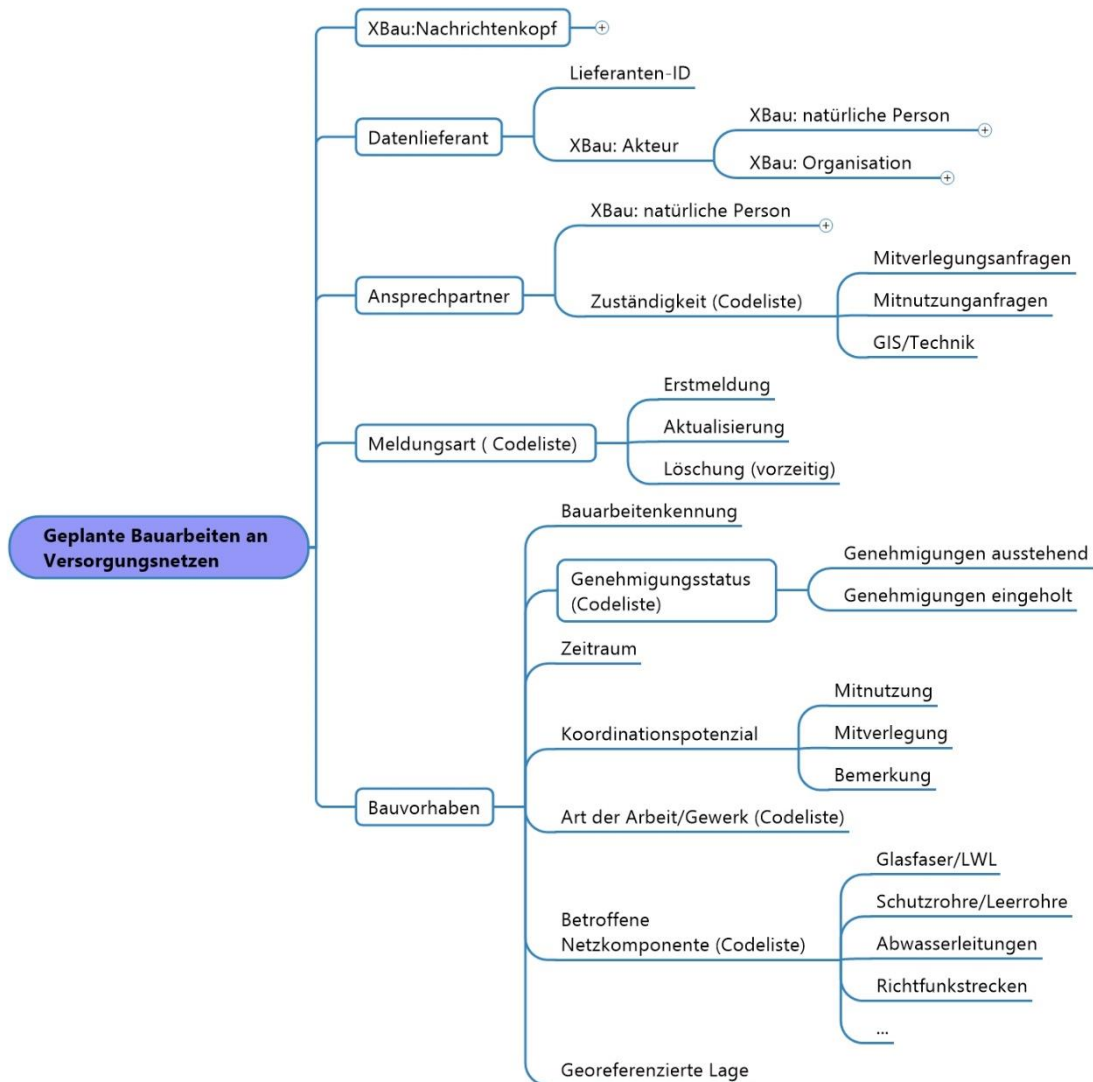 XBau:Nachrichtenkopf
Lieferanten-ID
Datenlieferant
XBau: Akteur
XBau: natürliche Person
XBau: Organisation
XBau: natürliche Person
Ansprechpartner
Zuständigkeit (Codeliste)
Mitverlegungsanfragen
Mitnutzunganfragen
GIS/Technik
Meldungsart ( Codeliste)
Erstmeldung
Aktualisierung
Löschung (vorzeitig)
Geplante Bauarbeiten an
Versorgungsnetzen
Bauvorhaben
Bauarbeitenkennung
Genehmigungsstatus
(Codeliste)
Genehmigungen ausstehend
Genehmigungen eingeholt
Zeitraum
Koordinationspotenzial
Mitnutzung
Mitverlegung
Bemerkung
Art der Arbeit/Gewerk (Codeliste)
Betroffene
Netzkomponente (Codeliste)
Glasfaser/LWL
Schutzrohre/Leerrohre
Abwasserleitungen
Richtfunkstrecken
...
Georeferenzierte Lage